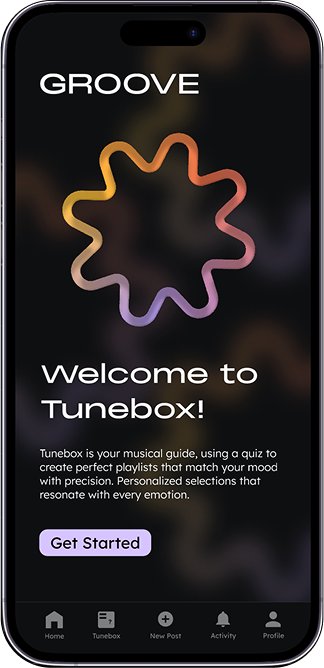 GROOVE
Welcome to
Tunebox!
Tunebox is your musical guide, using a quiz to
create perfect playlists that match your mood
with precision. Personalized selections that
resonate with every emotion.
Get Started
Home Tunebox New Post Activity Profile